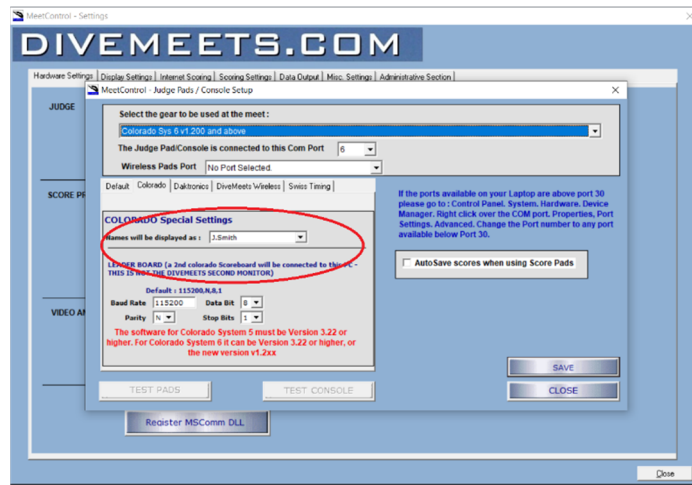 MeetControl - Settings
DIVEMEETS.COM
Hardware Settings Display Settings Internet Scoring Scoring Settings Data Output Misc. Settings Administrative Section
MeetControl - Judge Pads / Console Setup
JUDGE
Select the gear to be used at the meet :
Colorado Sys 6 v1.200 and above
The Judge Pad/Console is connected to this Com Port 6
Wireless Pads Port No Port Selected.
SCORE
Default Colorado Daktronics DiveMeets Wireless Swiss Timing
If the ports available on your Laptop are above port 30
please go to : Control Panel. System. Hardware. Device
Manager. Right click over the COM port. Properties, Port
Settings. Advanced. Change the Port number to any port
available below Port 30.
COLORADO Special Settings
Names will be displayed as : J.Smith
AutoSave scores when using Score Pads
LEADER BOARD (a 2nd colorado Scoreboard will be connected to this PC -
THIS IS NOT THE DIVEMEETS SECOND MONITOR)
Default : 115200,N,8,1
Baud Rate 115200 Data Bit 8
VIDEO
Parity N Stop Bits 1
The software for Colorado System 5 must be Version 3.22 or
higher. For Colorado System 6 it can be Version 3.22 or higher, or
the new version v1.2xx
SAVE
TEST PADS TEST CONSOLE CLOSE
Register MSComm DLL
Close